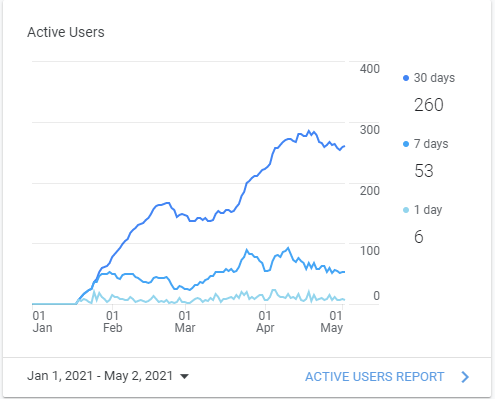 Active Users
400
300
200
100
0
01
Jan
01
Feb
01
Mar
01
Apr
01
May
30 days
260
7 days
53
1 day
6
Jan 1, 2021 - May 2, 2021
ACTIVE USERS REPORT